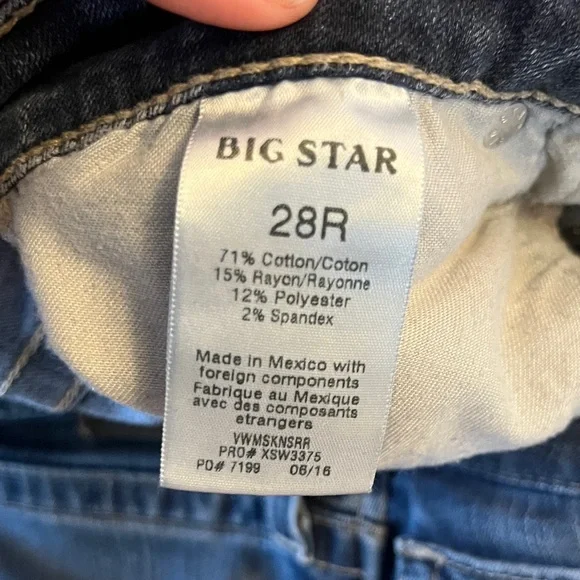 BIG STAR
28R
71% Cotton/Coton
15% Rayon/Rayonne
12% Polyester
2% Spandex
Made in Mexico with
foreign components
Fabrique au Mexique
avec des composants
etrangers
VWMSKNSRR
PRO# XSW3375
PO# 7199 06/16